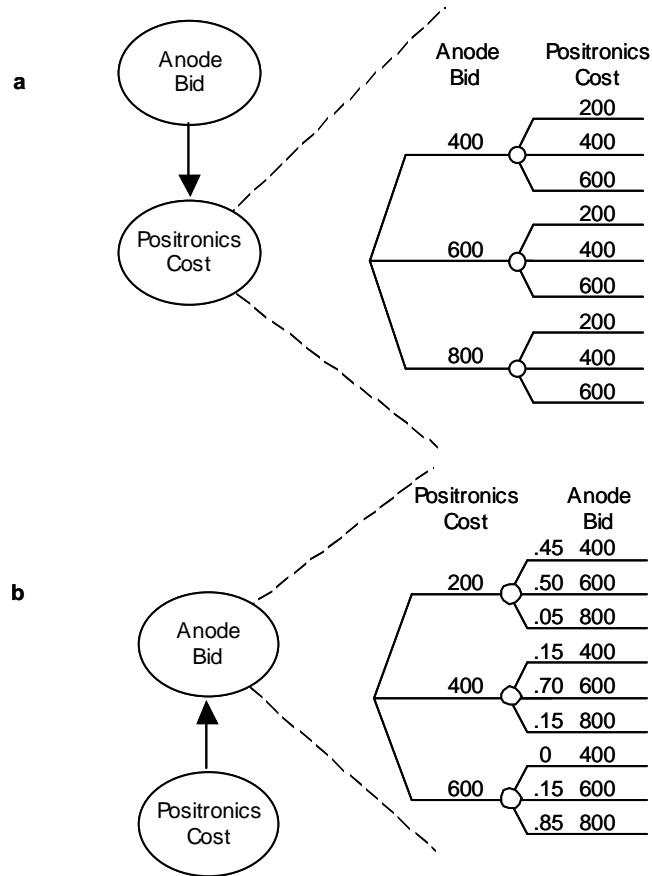 a
Anode
Bid
Positronics
Cost
Anode
Bid
Positronics
Cost
400
200
400
600
600
200
400
600
800
200
400
600
b
Anode
Bid
Positronics
Cost
Positronics
Cost
Anode
Bid
200
.45 400
.50 600
.05 800
400
.15 400
.70 600
.15 800
600
0 400
.15 600
.85 800